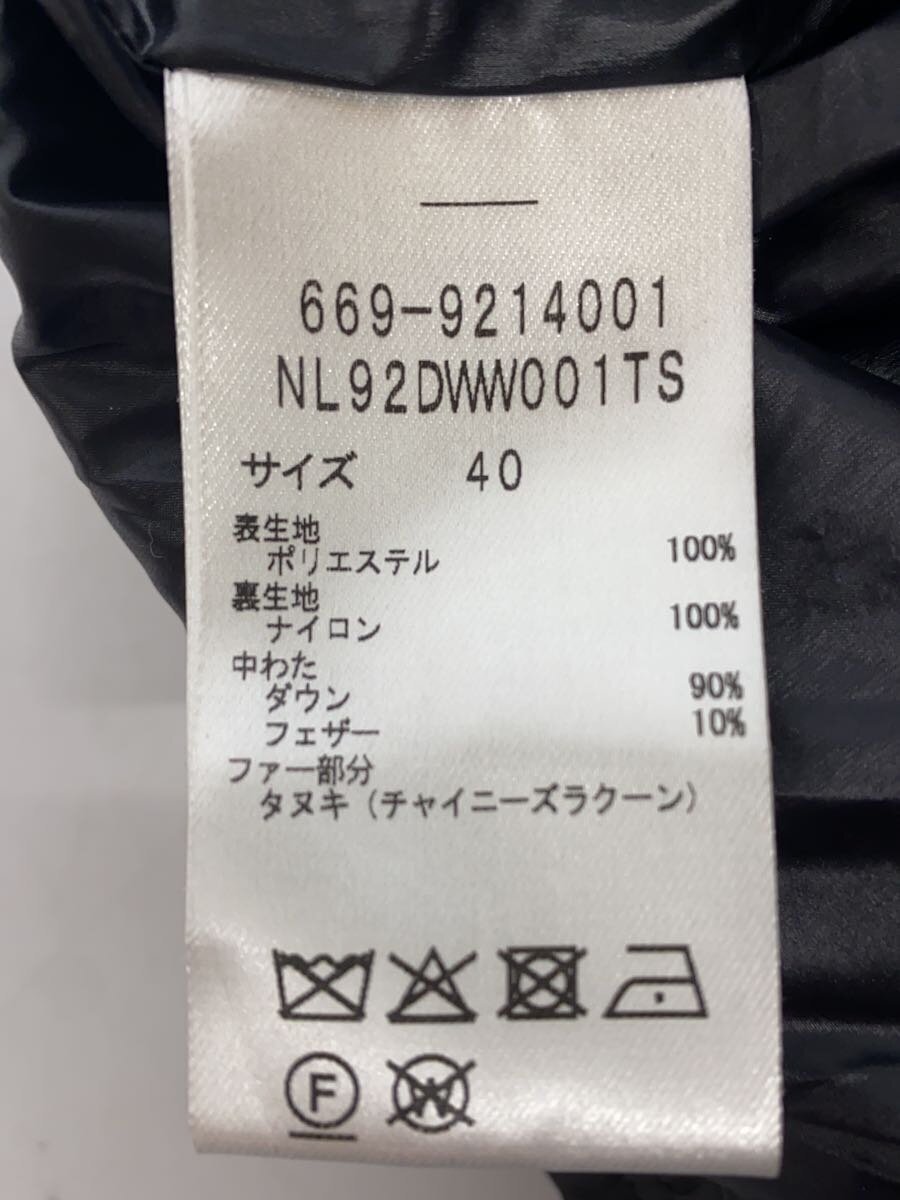 669-9214001
NL92DWW001TS
サイズ 40
表生地
ポリエステル 100%
裏生地
ナイロン 100%
中わた
ダウン 90%
フェザー 10%
ファー部分
タヌキ (チャイニーズラクーン)
F W